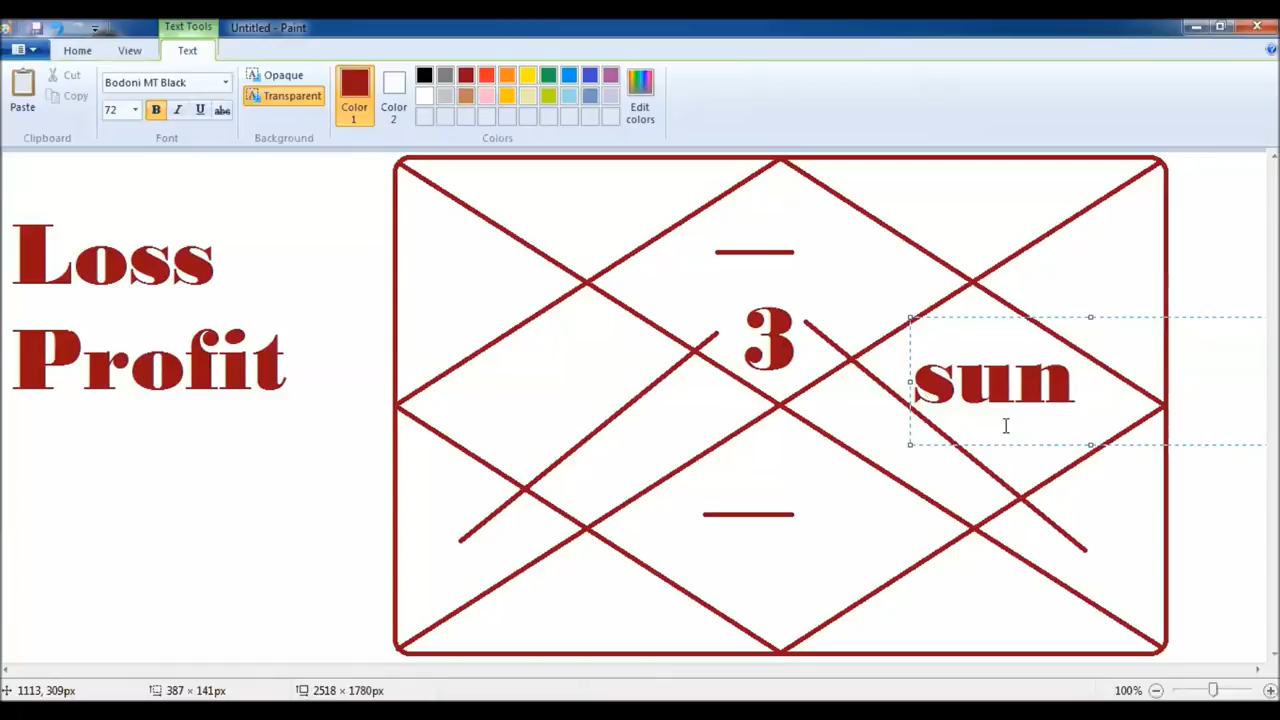 Text Tools
Untitled - Paint
Home
View
Text
Paste
Cut
Copy
Clipboard
Bodoni MT Black
72
B
I
U
abc
Font
Opaque
Transparent
Background
Color
1
Color
2
Edit
colors
Colors
Loss
Profit
3
sun
1113, 309px
387 × 141px
2518 × 1780px
100%